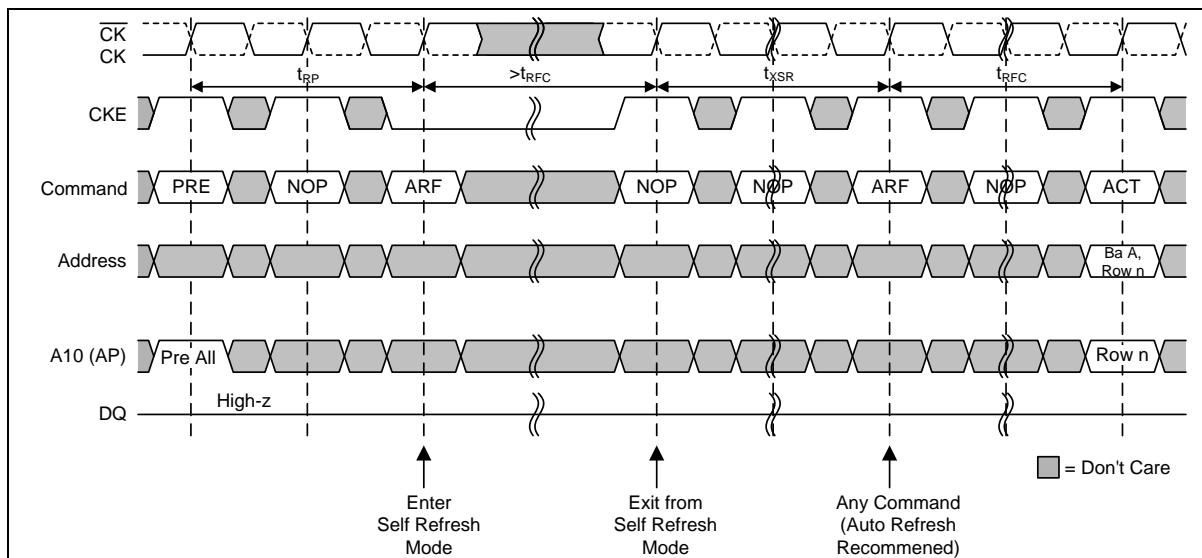 CK
CK
tRP
>tRFC
tXSR
tRFC
CKE
Command
PRE
NOP
ARF
NOP
NOP
ARF
NOP
ACT
Address
Ba A,
Row n
A10 (AP)
Pre All
Row n
DQ
High-z
= Don't Care
Enter
Self Refresh
Mode
Exit from
Self Refresh
Mode
Any Command
(Auto Refresh
Recommened)